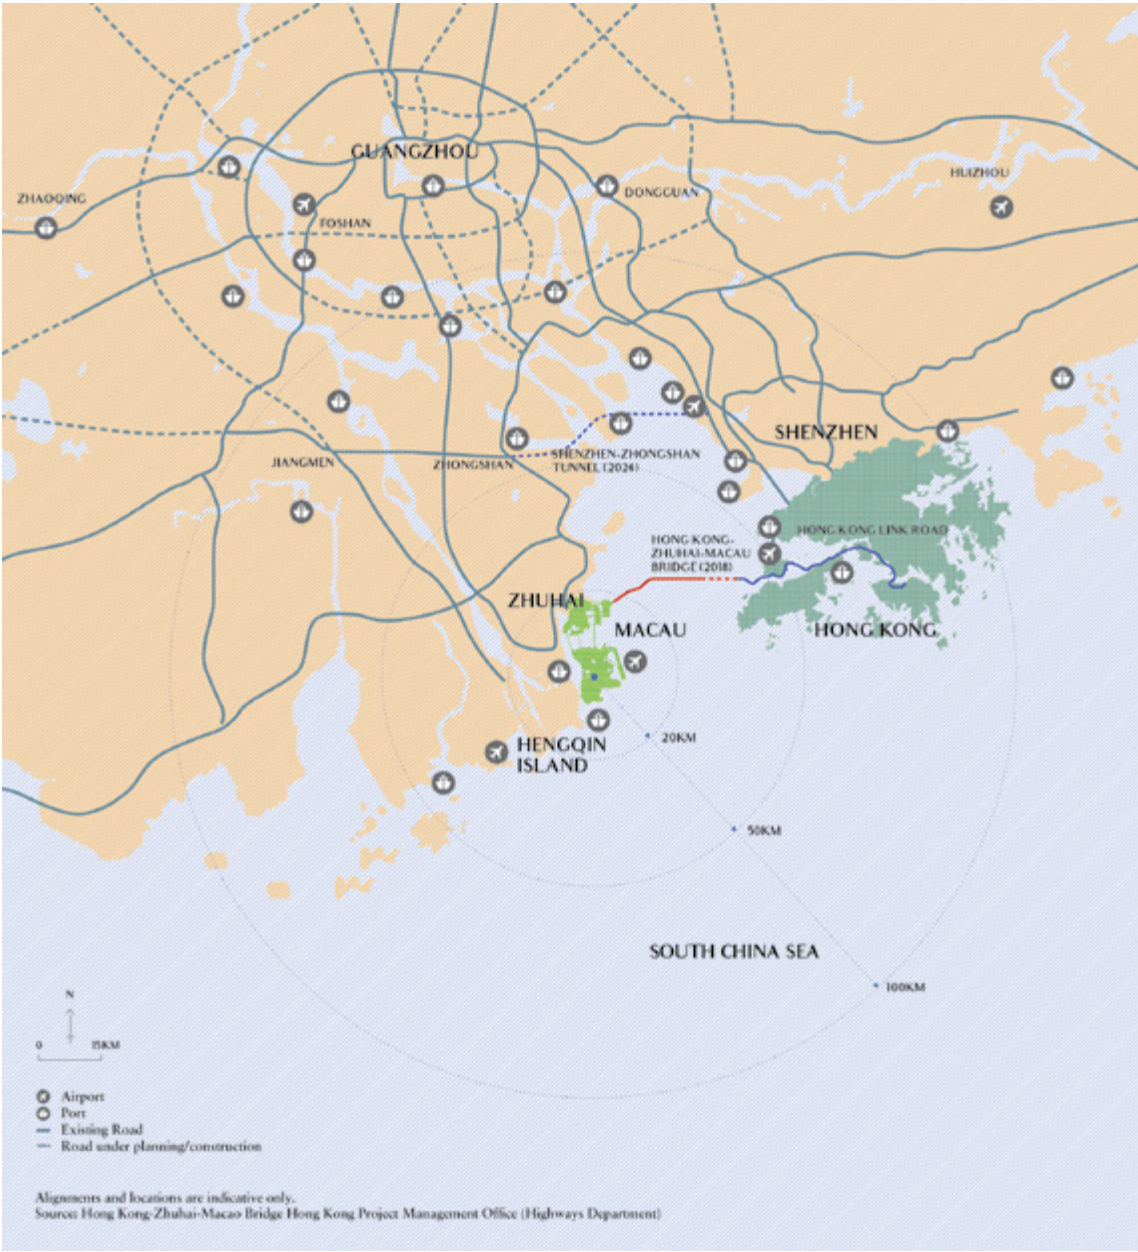 GUANGZHOU
HUIZHOU
ZHAOQING
DONGGUAN
FOSHAN
SHENZHEN
JIANGMEN
ZHONGSHAN
SHENZHEN-ZHONGSHAN
TUNNEL (2024)
HONG KONG LINK ROAD
HONG KONG-
ZHUHAI-MACAU
BRIDGE (2018)
ZHUHAI
MACAU
HONG KONG
20KM
HENGQIN
ISLAND
50KM
SOUTH CHINA SEA
100KM
N
0 15KM
Airport
Port
Existing Road
Road under planning/construction
Alignments and locations are indicative only.
Source: Hong Kong-Zhuhai-Macao Bridge Hong Kong Project Management Office (Highways Department)